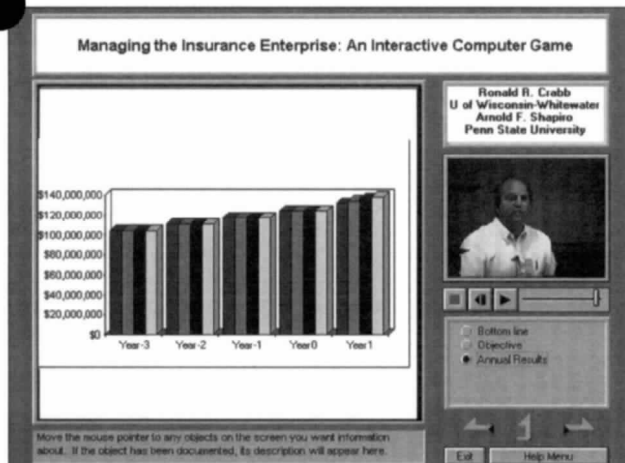 Managing the Insurance Enterprise: An Interactive Computer Game
Ronald R. Crabb
U of Wisconsin-Whitewater
Arnold F. Shapiro
Penn State University
$140,000,000
$120,000,000
$100,000,000
$80,000,000
$60,000,000
$40,000,000
$20,000,000
$0
Year-3 Year-2 Year-1 Year0 Year1
Bottom line
Objective
Annual Results
Move the mouse pointer to any objects on the screen you want information
about. If the object has been documented, its description will appear here.
Exit Help Menu